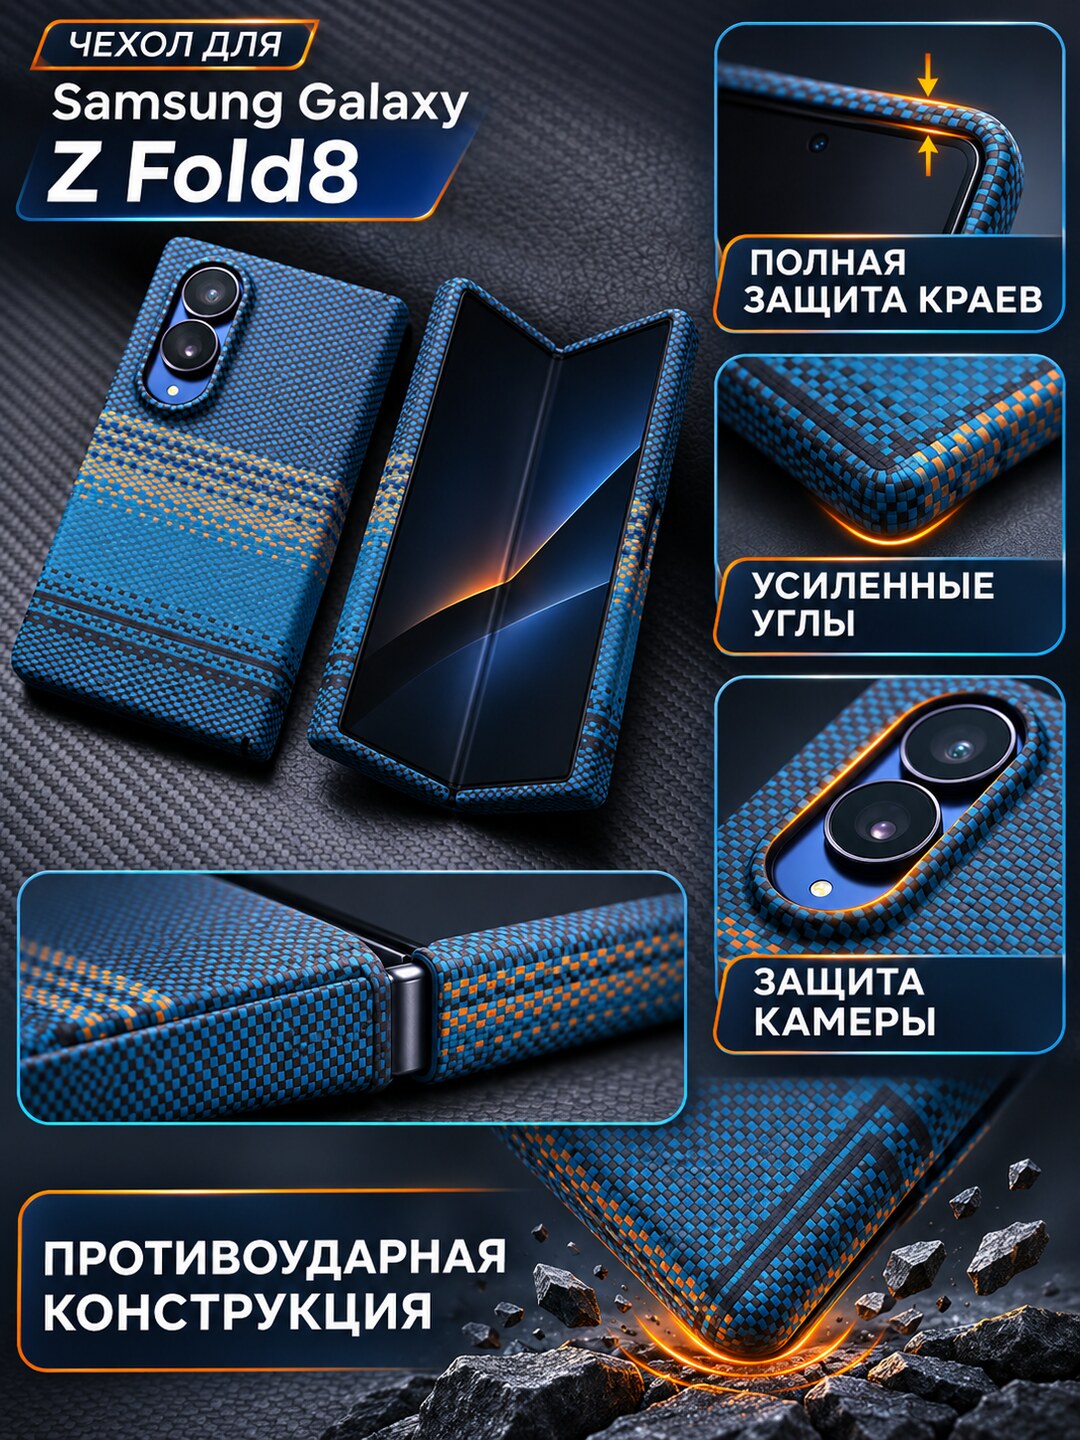 ЧЕХОЛ ДЛЯ
Samsung Galaxy
Z Fold8
ПОЛНАЯ
ЗАЩИТА КРАЕВ
УСИЛЕННЫЕ
УГЛЫ
ЗАЩИТА
КАМЕРЫ
ПРОТИВОУДАРНАЯ
КОНСТРУКЦИЯ